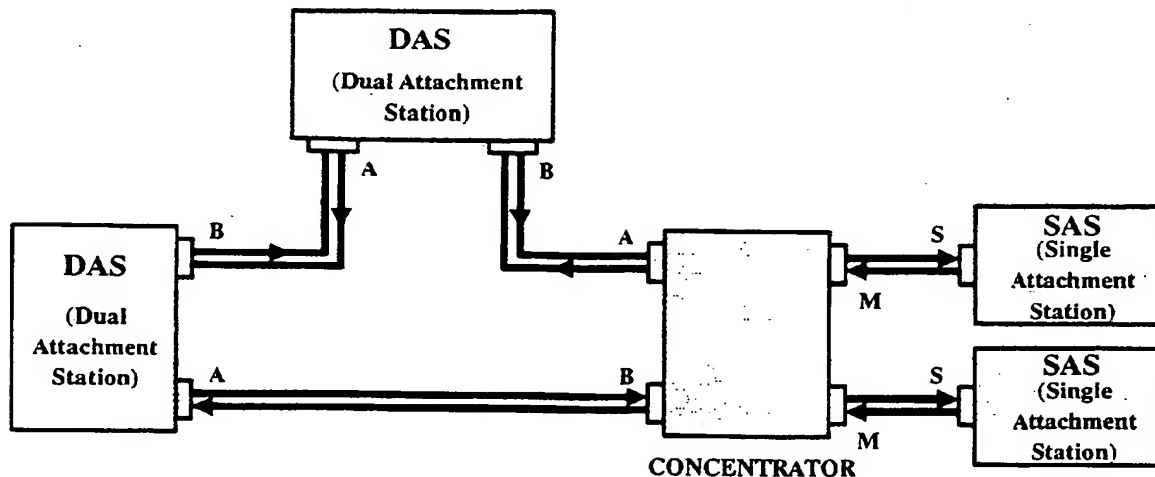 DAS
(Dual Attachment
Station)
A
B
B
DAS
(Dual
Attachment
Station)
A
A
B
CONCENTRATOR
S
M
SAS
(Single
Attachment
Station)
S
M
SAS
(Single
Attachment
Station)